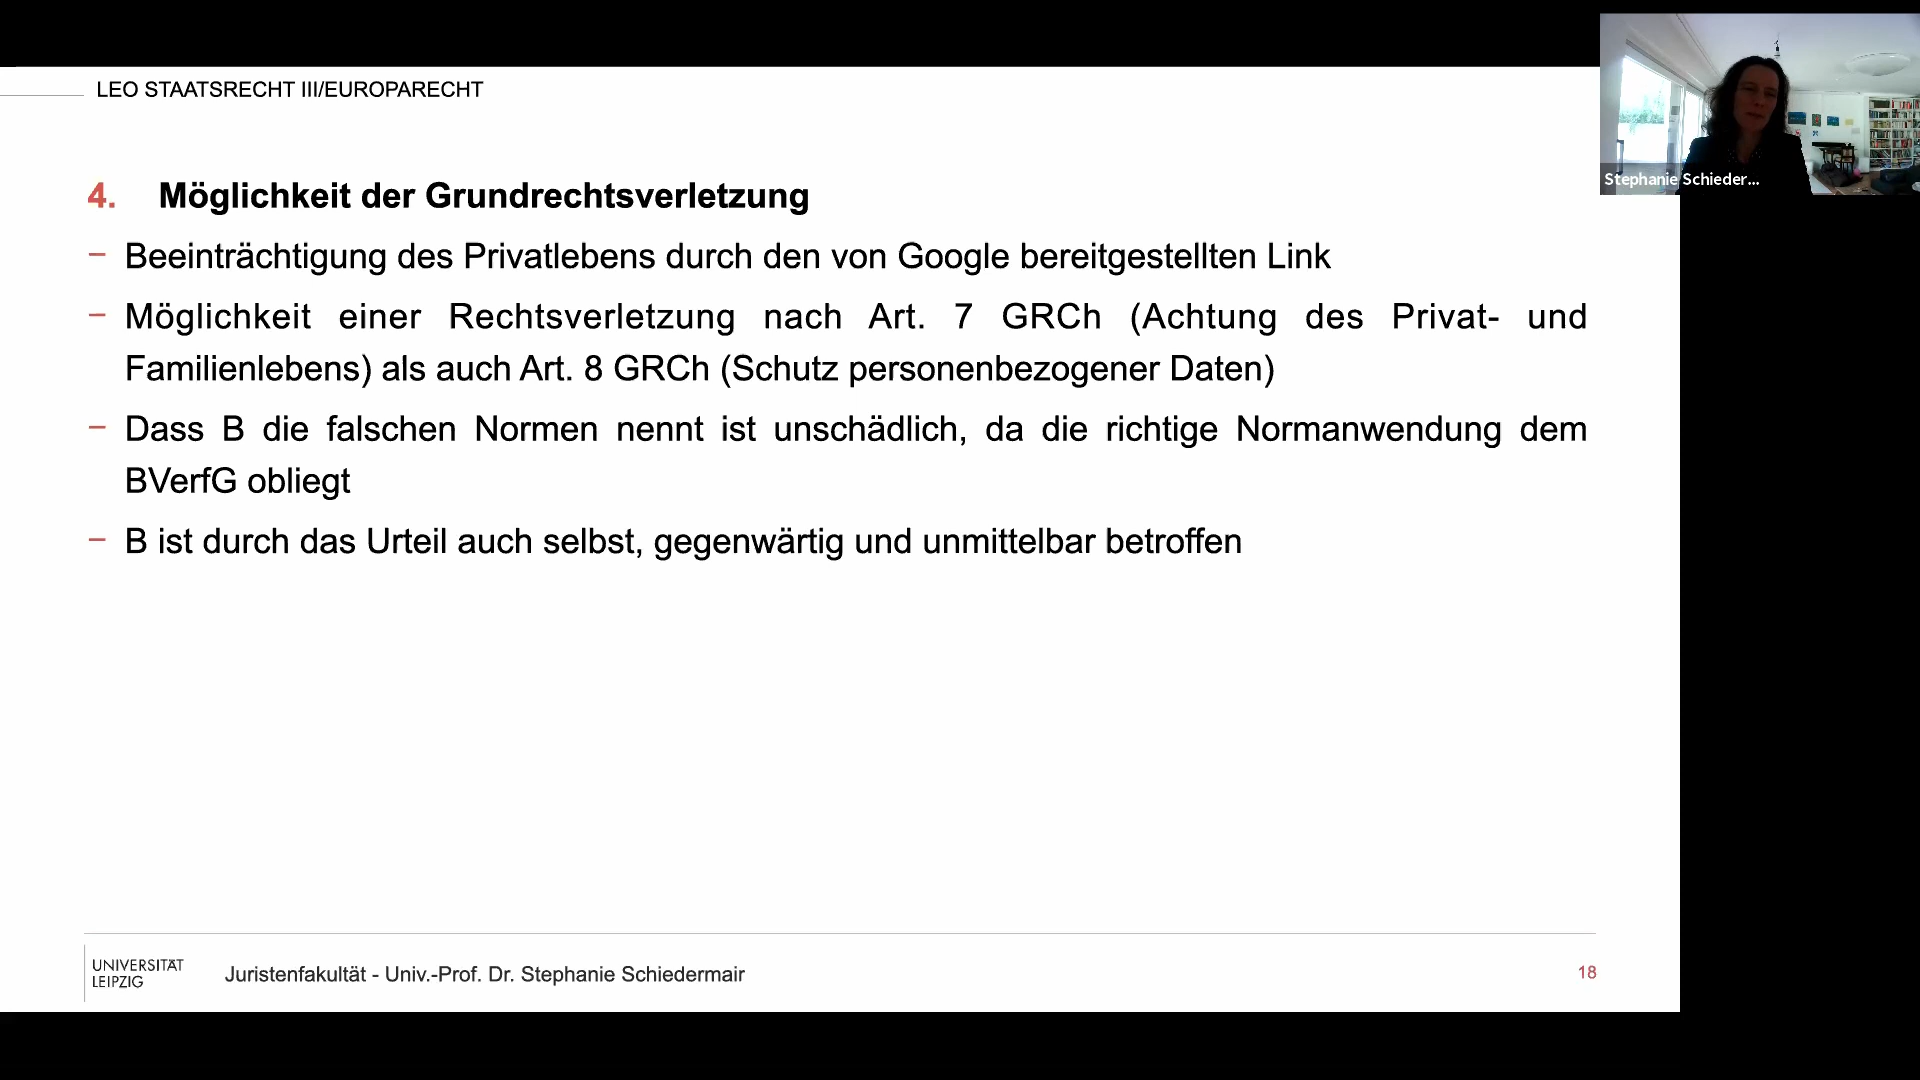 LEO STAATSRECHT III/EUROPARECHT
Stephanie Schieder...
4. Möglichkeit der Grundrechtsverletzung
– Beeinträchtigung des Privatlebens durch den von Google bereitgestellten Link
– Möglichkeit einer Rechtsverletzung nach Art. 7 GRCh (Achtung des Privat- und
Familienlebens) als auch Art. 8 GRCh (Schutz personenbezogener Daten)
– Dass B die falschen Normen nennt ist unschädlich, da die richtige Normanwendung dem
BVerfG obliegt
– B ist durch das Urteil auch selbst, gegenwärtig und unmittelbar betroffen
UNIVERSITÄT
LEIPZIG
Juristenfakultät - Univ.-Prof. Dr. Stephanie Schiedermair
18